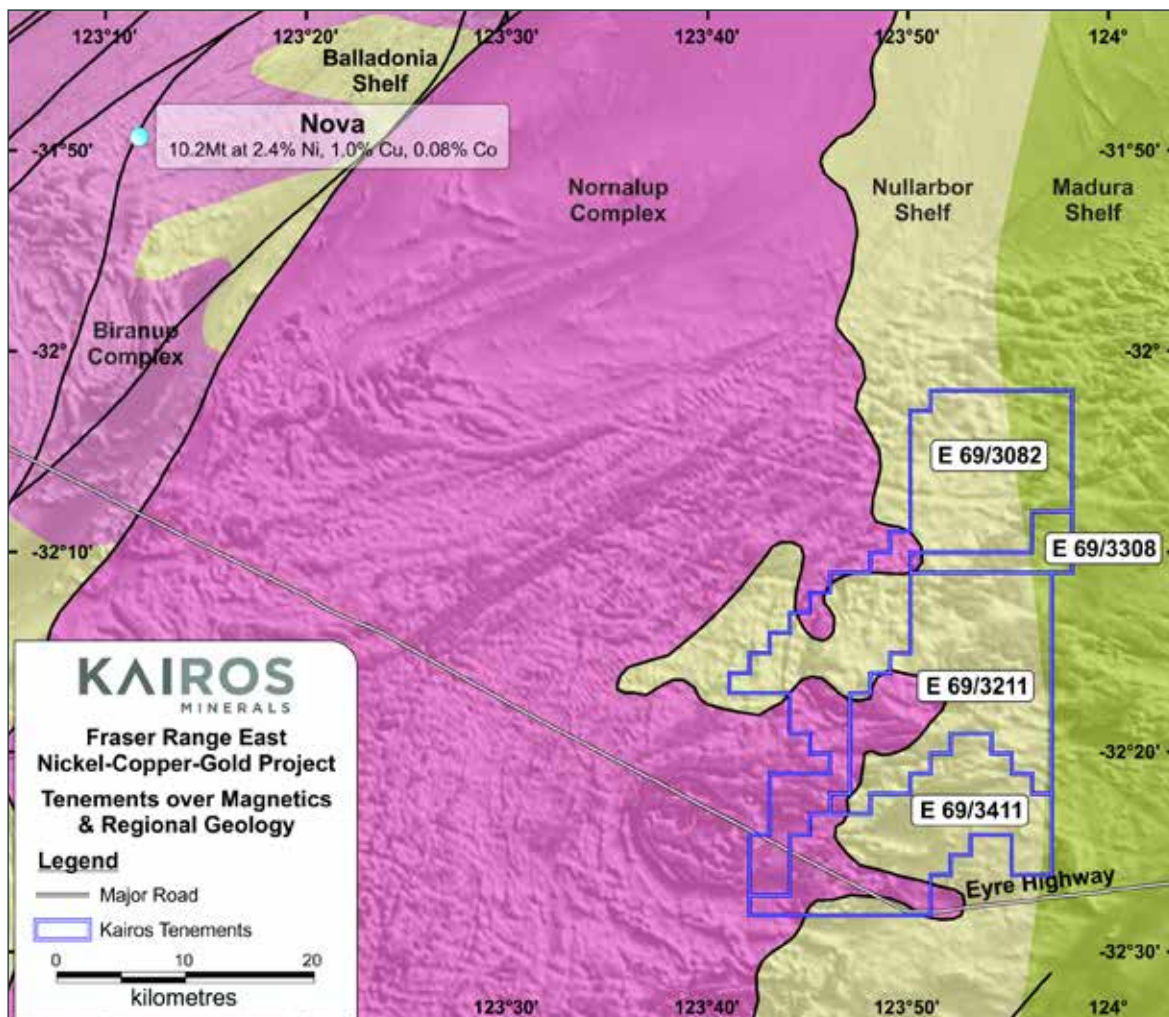 123°10' 123°20' 123°30' 123°40' 123°50' 124°
Balladonia
Shelf
Nova
10.2Mt at 2.4% Ni, 1.0% Cu, 0.08% Co
-31°50' -31°50'
Nornalup
Complex
Nullarbor
Shelf
Madura
Shelf
Biranup
Complex
-32° -32°
E 69/3082
-32°10'
E 69/3308
E 69/3211
-32°20'
E 69/3411
Eyre Highway
-32°30'
123°30' 123°40' 123°50' 124°
KAIROS
MINERALS
Fraser Range East
Nickel-Copper-Gold Project
Tenements over Magnetics
& Regional Geology
Legend
Major Road
Kairos Tenements
0 10 20
kilometres